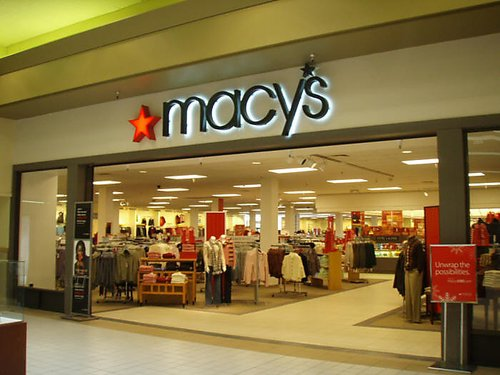 macy's
Unwrap the
possibilities.